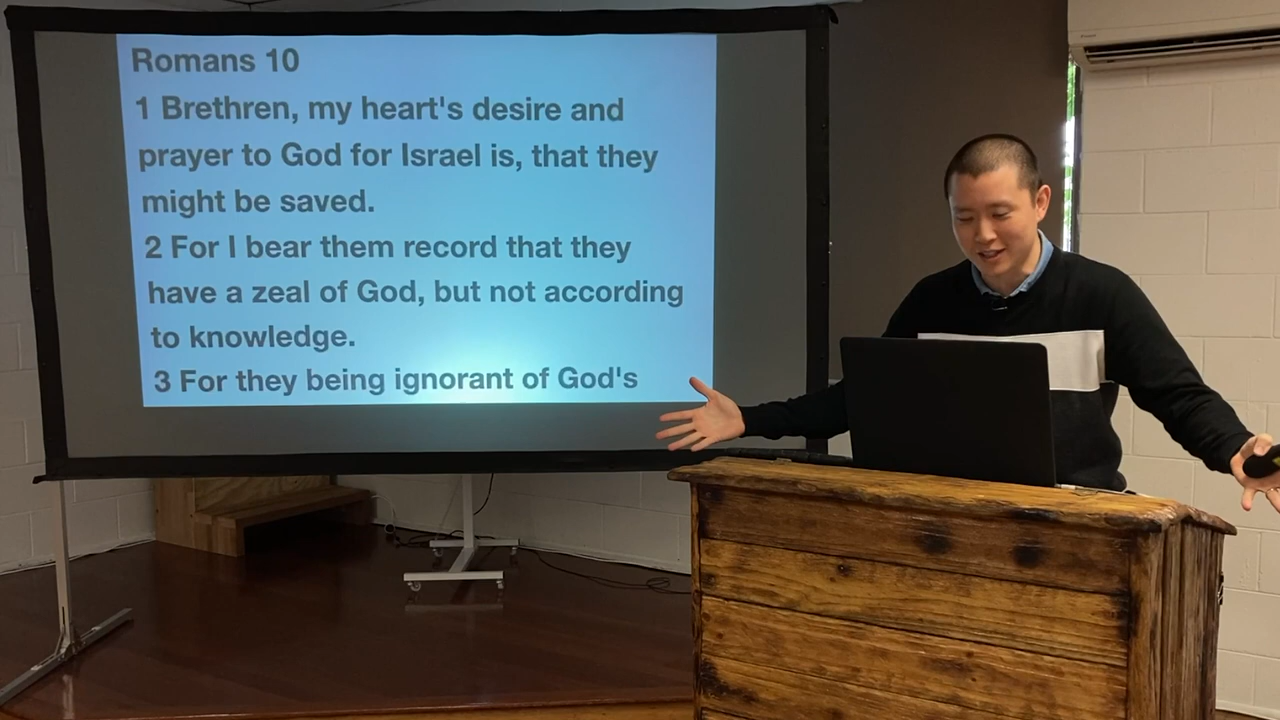 Romans 10
1 Brethren, my heart's desire and
prayer to God for Israel is, that they
might be saved.
2 For I bear them record that they
have a zeal of God, but not according
to knowledge.
3 For they being ignorant of God's